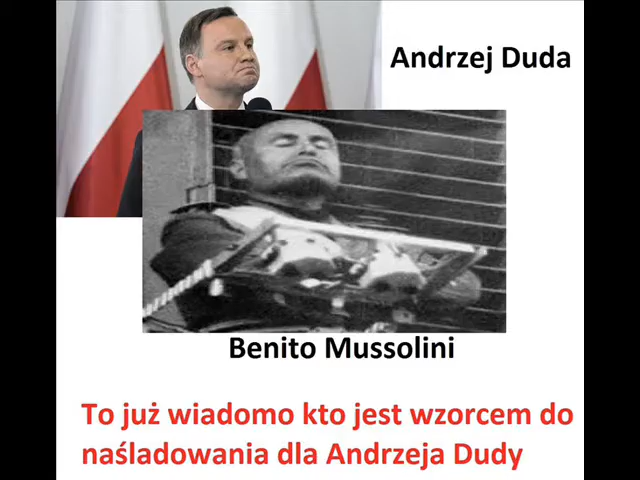 Andrzej Duda
Benito Mussolini
To już wiadomo kto jest wzorcem do
naśladowania dla Andrzeja Dudy